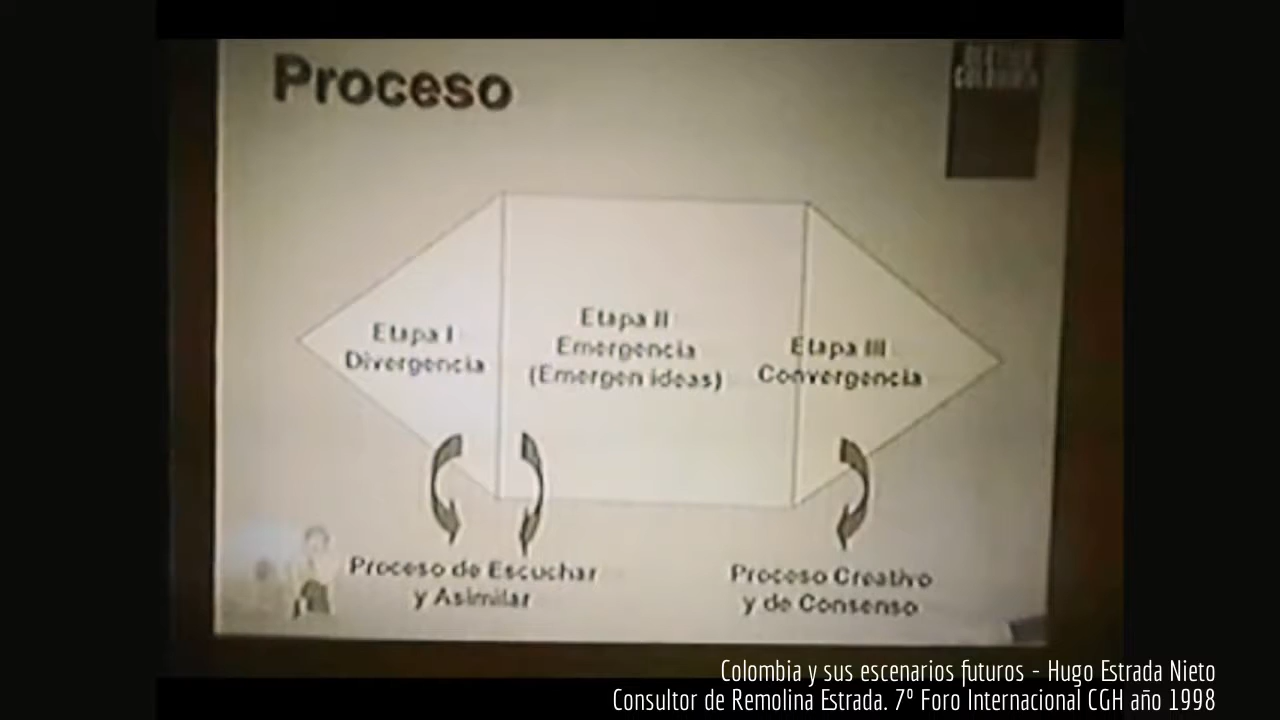 Proceso
COLOMBIA
Etapa I
Divergencia
Etapa II
Emergencia
(Emergen ideas)
Etapa III
Convergencia
Proceso de Escuchar
y Asimilar
Proceso Creativo
y de Consenso
Colombia y sus escenarios futuros - Hugo Estrada Nieto
Consultor de Remolina Estrada. 7º Foro Internacional CGH año 1998